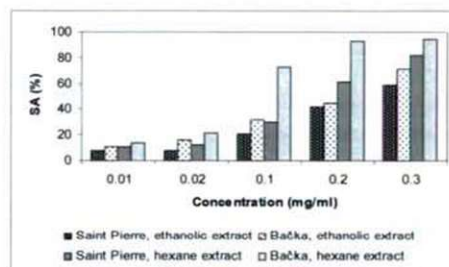 SA (%)
100
80
60
40
20
0
0.01 0.02 0.1 0.2 0.3
Concentration (mg/ml)
Saint Pierre, ethanolic extract Bačka, ethanolic extract
Saint Pierre, hexane extract Bačka, hexane extract